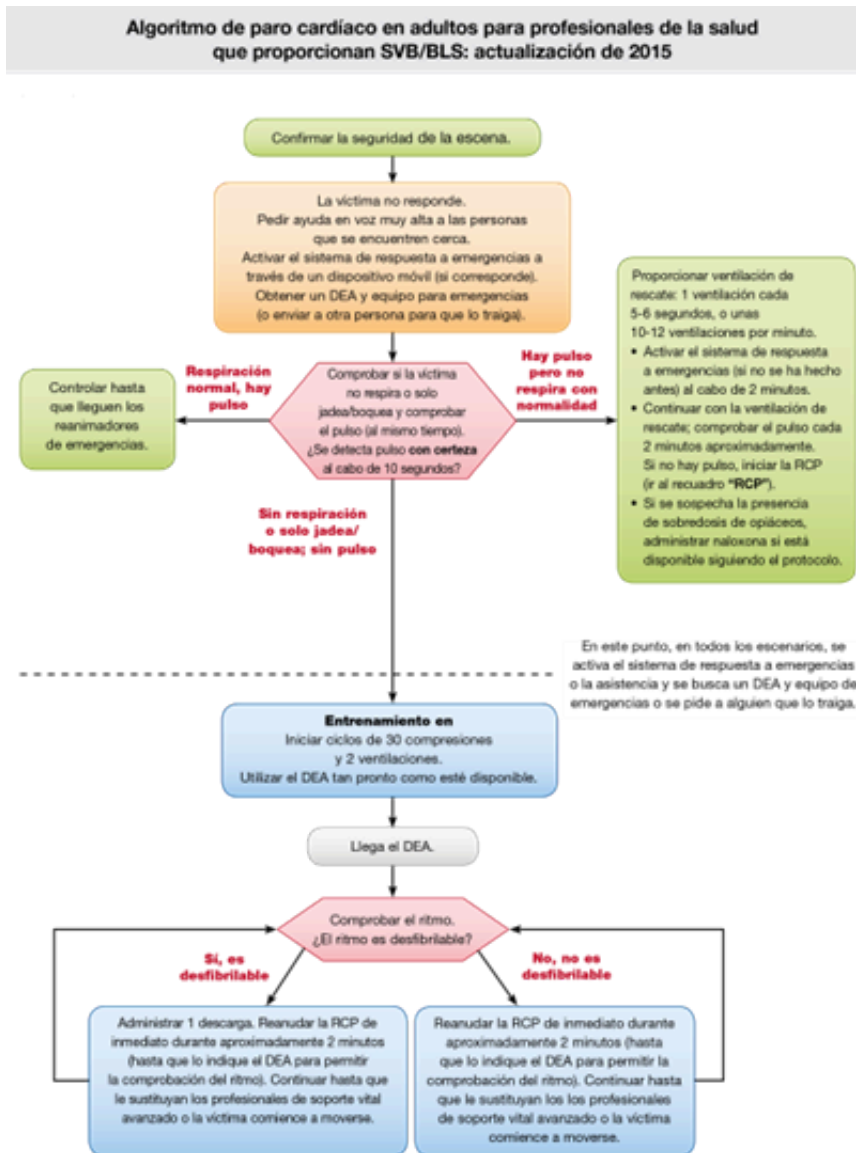 Algoritmo de paro cardíaco en adultos para profesionales de la salud
que proporcionan SVB/BLS: actualización de 2015
Confirmar la seguridad de la escena.
La víctima no responde.
Pedir ayuda en voz muy alta a las personas
que se encuentren cerca.
Activar el sistema de respuesta a emergencias a
través de un dispositivo móvil (si corresponde).
Obtener un DEA y equipo para emergencias
(o enviar a otra persona para que lo traiga).
Respiración
normal, hay
pulso
Controlar hasta
que lleguen los
reanimadores
de emergencias.
Comprobar si la víctima
no respira o solo
jadea/boquea y comprobar
el pulso (al mismo tiempo).
¿Se detecta pulso con certeza
al cabo de 10 segundos?
Hay pulso
pero no
respira con
normalidad
Proporcionar ventilación de
rescate: 1 ventilación cada
5-6 segundos, o unas
10-12 ventilaciones por minuto.
• Activar el sistema de respuesta
a emergencias (si no se ha hecho
antes) al cabo de 2 minutos.
• Continuar con la ventilación de
rescate; comprobar el pulso cada
2 minutos aproximadamente.
Si no hay pulso, iniciar la RCP
(ir al recuadro “RCP”).
• Si se sospecha la presencia
de sobredosis de opiáceos,
administrar naloxona si está
disponible siguiendo el protocolo.
Sin respiración
o solo jadea/
boquea; sin pulso
En este punto, en todos los escenarios, se
activa el sistema de respuesta a emergencias
o la asistencia y se busca un DEA y equipo de
emergencias o se pide a alguien que lo traiga.
Entrenamiento en
Iniciar ciclos de 30 compresiones
y 2 ventilaciones.
Utilizar el DEA tan pronto como esté disponible.
Llega el DEA.
Comprobar el ritmo.
¿El ritmo es desfibrilable?
Sí, es
desfibrilable
No, no es
desfibrilable
Administrar 1 descarga. Reanudar la RCP de
inmediato durante aproximadamente 2 minutos
(hasta que lo indique el DEA para permitir
la comprobación del ritmo). Continuar hasta que
le sustituyan los profesionales de soporte vital
avanzado o la víctima comience a moverse.
Reanudar la RCP de inmediato durante
aproximadamente 2 minutos (hasta
que lo indique el DEA para permitir la
comprobación del ritmo). Continuar hasta
que le sustituyan los los profesionales
de soporte vital avanzado o la víctima
comience a moverse.